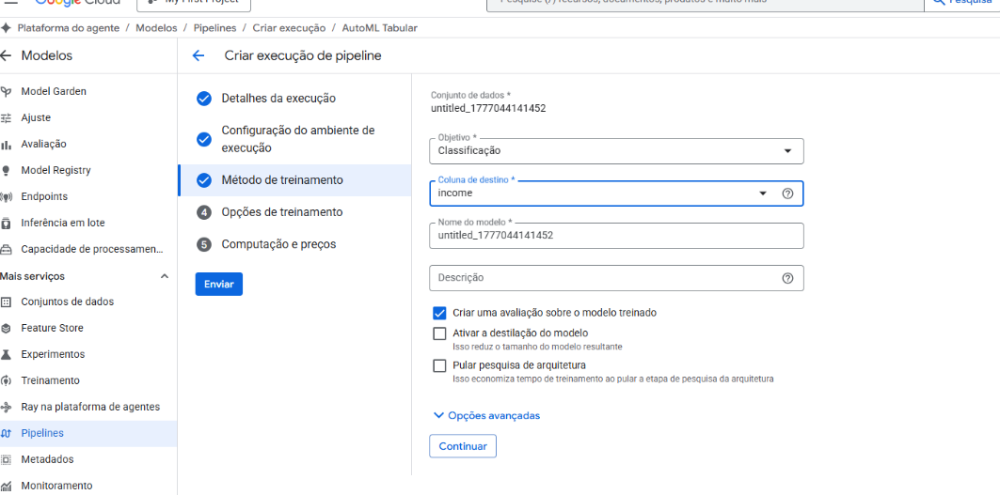 Google Cloud
My First Project
Pesquise (/) recursos, documentos, produtos e muito mais
Pesquisa
Plataforma do agente / Modelos / Pipelines / Criar execução / AutoML Tabular
Modelos
Criar execução de pipeline
Model Garden
Ajuste
Avaliação
Model Registry
Endpoints
Inferência em lote
Capacidade de processamen...
Mais serviços
Conjuntos de dados
Feature Store
Experimentos
Treinamento
Ray na plataforma de agentes
Pipelines
Metadados
Monitoramento
Detalhes da execução
Configuração do ambiente de
execução
Método de treinamento
4 Opções de treinamento
5 Computação e preços
Enviar
Conjunto de dados *
untitled_1777044141452
Objetivo *
Classificação
Coluna de destino *
income
Nome do modelo *
untitled_1777044141452
Descrição
Criar uma avaliação sobre o modelo treinado
Ativar a destilação do modelo
Isso reduz o tamanho do modelo resultante
Pular pesquisa de arquitetura
Isso economiza tempo de treinamento ao pular a etapa de pesquisa da arquitetura
Opções avançadas
Continuar